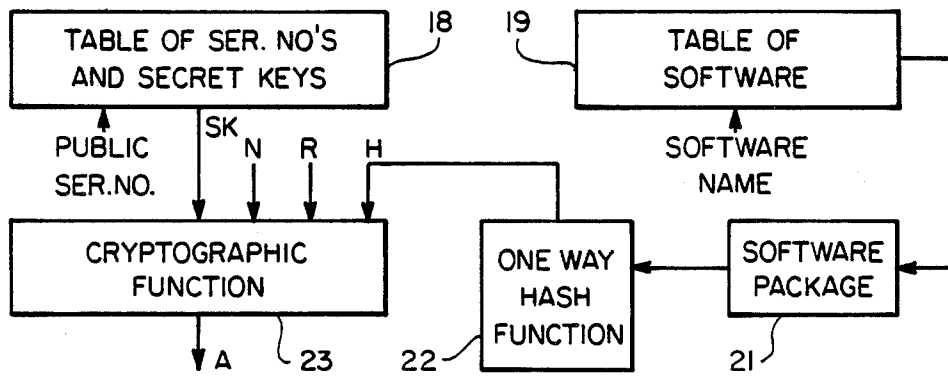 TABLE OF SER. NO'S
AND SECRET KEYS
18
19
TABLE OF
SOFTWARE
PUBLIC
SER.NO.
SK
N
R
H
SOFTWARE
NAME
CRYPTOGRAPHIC
FUNCTION
ONE WAY
HASH
FUNCTION
SOFTWARE
PACKAGE
A
23
22
21